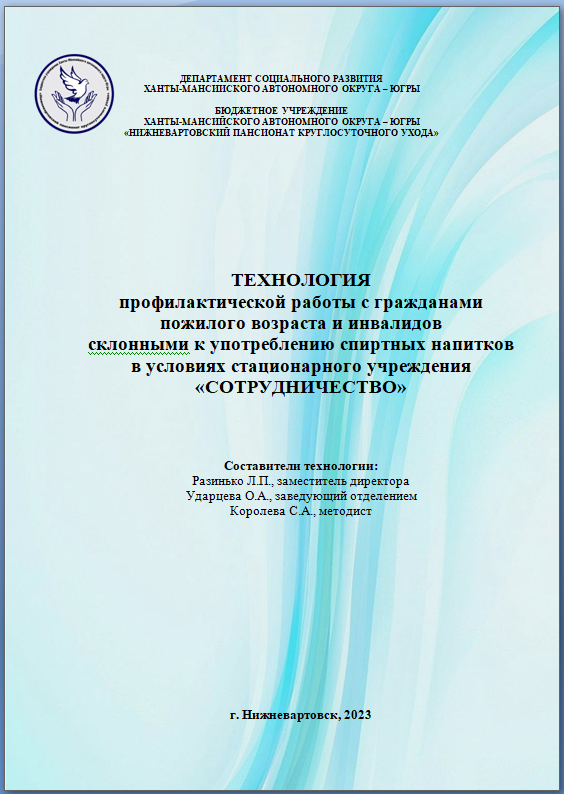 ДЕПАРТАМЕНТ СОЦИАЛЬНОГО РАЗВИТИЯ
ХАНТЫ-МАНСИЙСКОГО АВТОНОМНОГО ОКРУГА – ЮГРЫ
БЮДЖЕТНОЕ УЧРЕЖДЕНИЕ
ХАНТЫ-МАНСИЙСКОГО АВТОНОМНОГО ОКРУГА – ЮГРЫ
«НИЖНЕВАРТОВСКИЙ ПАНСИОНАТ КРУГЛОСУТОЧНОГО УХОДА»
ТЕХНОЛОГИЯ
профилактической работы с гражданами
пожилого возраста и инвалидов
склонными к употреблению спиртных напитков
в условиях стационарного учреждения
«СОТРУДНИЧЕСТВО»
Составители технологии:
Разинько Л.П., заместитель директора
Ударцева О.А., заведующий отделением
Королева С.А., методист
г. Нижневартовск, 2023